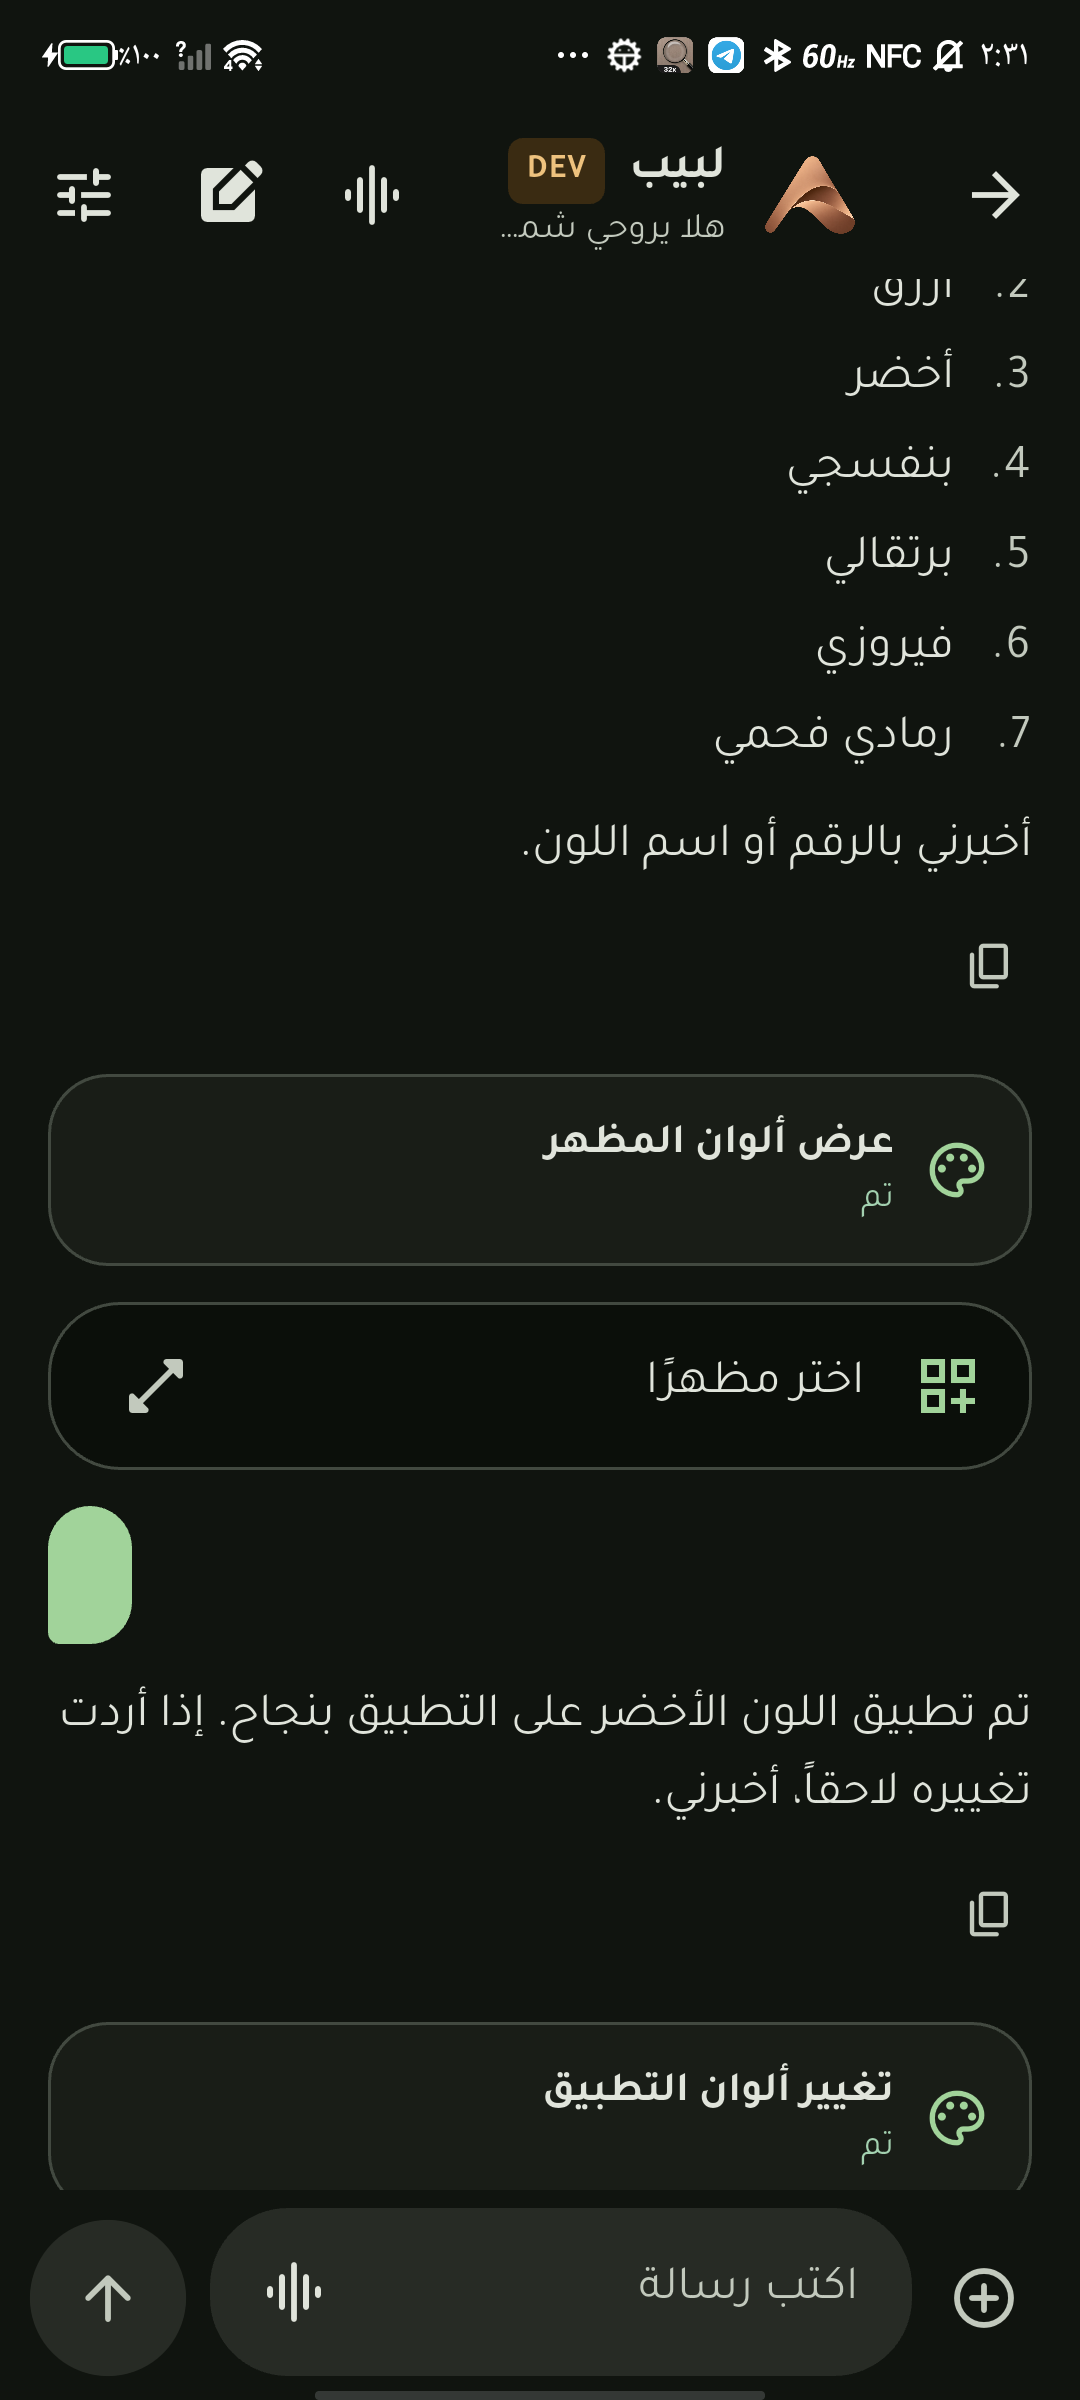 ٢:٣١ NFC 60Hz ... ٪١٠٠
لبيب DEV
هلا يروحي شم...
2. أزرق
3. أخضر
4. بنفسجي
5. برتقالي
6. فيروزي
7. رمادي فحمي
أخبرني بالرقم أو اسم اللون.
عرض ألوان المظهر
تم
اختر مظهرًا
تم تطبيق اللون الأخضر على التطبيق بنجاح. إذا أردت
تغييره لاحقاً، أخبرني.
تغيير ألوان التطبيق
تم
اكتب رسالة